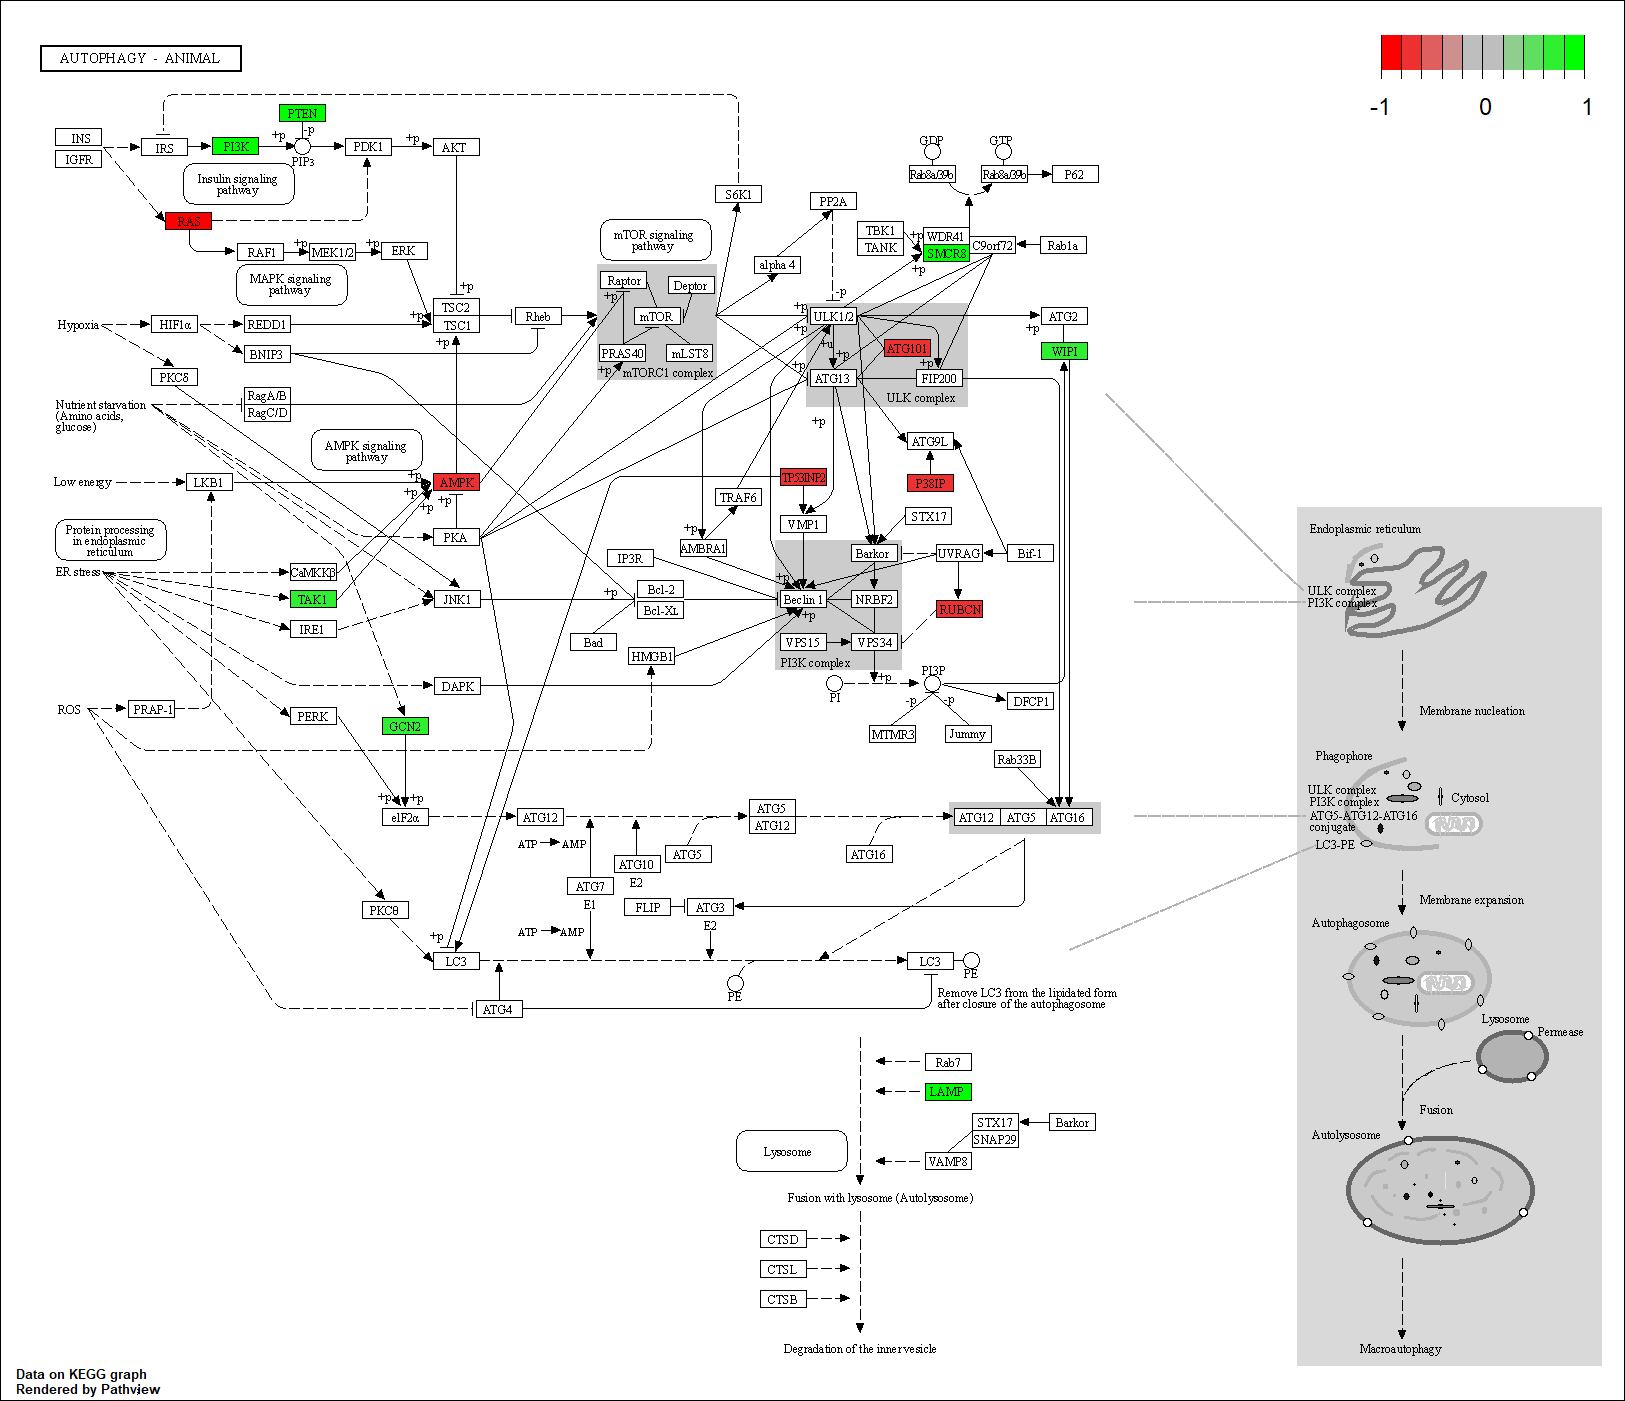 AUTOPHAGY - ANIMAL
-1
0
1
PTEN
INS
IGFR
IRS
PI3K
+p
-p
PIP3
PDK1
+p
AKT
Insulin signaling
pathway
RAS
RAF1
+p
MEK1/2
+p
ERK
MAPK signaling
pathway
S6K1
mTOR signaling
pathway
PP2A
alpha 4
GDP
GTP
Rab8a/39b
Rab8a/39b
P62
TBK1
TANK
+p
WDR41
SMCR8
C9orf72
Rab1a
+p
Raptor
Deptor
+p
mTOR
PRAS40
mLST8
+p
mTORC1 complex
Hypoxia
HIF1α
REDD1
BNIP3
PKCδ
+p
TSC2
TSC1
+p
+p
Rheb
-p
+p
+p
ULK1/2
+u
+p
ATG101
+p
+p
ATG13
FIP200
ULK complex
ATG2
+p
WIPI
Nutrient starvation
(Amino acids,
glucose)
RagA/B
RagC/D
AMPK signaling
pathway
Low energy
LKB1
+p
+p
+p
+p
AMPK
+p
ATG9L
P38IP
TP53INP2
TRAF6
VMP1
STX17
Protein processing
in endoplasmic
reticulum
ER stress
PKA
+p
AMBRA1
IP3R
Barkor
UVRAG
Bif-1
CaMKKβ
TAK1
IRE1
JNK1
+p
Bcl-2
Bcl-XL
Bad
HMGB1
+p
Beclin 1
+p
NRBF2
RUBCN
VPS15
VPS34
PI3K complex
+p
DAPK
PI
PI3P
DFCP1
-p
-p
MTMR3
Jummy
ROS
PRAP-1
PERK
GCN2
Rab33B
+p
+p
eIF2α
ATG12
ATG5
ATG12
ATG12
ATG5
ATG16
ATP
AMP
ATG10
E2
ATG5
ATG16
ATG7
E1
PKCθ
FLIP
ATG3
E2
ATP
AMP
+p
LC3
LC3
PE
PE
ATG4
Remove LC3 from the lipidated form
after closure of the autophagosome
Rab7
LAMP
STX17
SNAP29
Barkor
VAMP8
Lysosome
Fusion with lysosome (Autolysosome)
CTSD
CTSL
CTSB
Degradation of the inner vesicle
Endoplasmic reticulum
ULK complex
PI3K complex
Membrane nucleation
Phagophore
ULK complex
PI3K complex
Cytosol
ATG5-ATG12-ATG16
conjugate
LC3-PE
Membrane expansion
Autophagosome
Lysosome
Permease
Fusion
Autolysosome
Macroautophagy
Data on KEGG graph
Rendered by Pathview